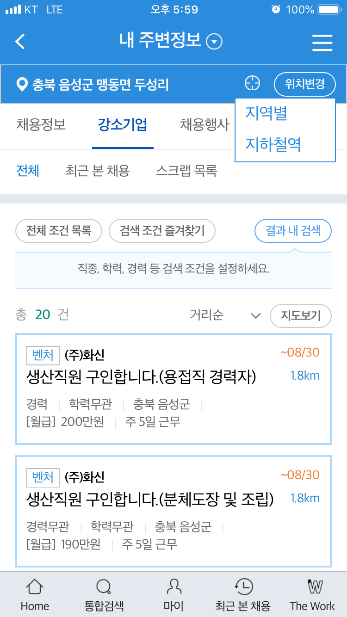 KT LTE 오후 5:59 100%
내 주변정보
충북 음성군 맹동면 두성리 위치변경
지역별
채용정보 강소기업 채용행사
지하철역
전체 최근 본 채용 스크랩 목록
전체 조건 목록 검색 조건 즐겨찾기 결과 내 검색
직종, 학력, 경력 등 검색 조건을 설정하세요.
총 20 건 거리순 지도보기
벤처 (주)화신 ~08/30
생산직원 구인합니다.(용접직 경력자) 1.8km
경력 학력무관 충북 음성군
[월급] 200만원 주 5일 근무
벤처 (주)화신 ~08/30
생산직원 구인합니다.(분체도장 및 조립) 1.8km
경력무관 학력무관 충북 음성군
[월급] 190만원 주 5일 근무
Home 통합검색 마이 최근 본 채용 The Work